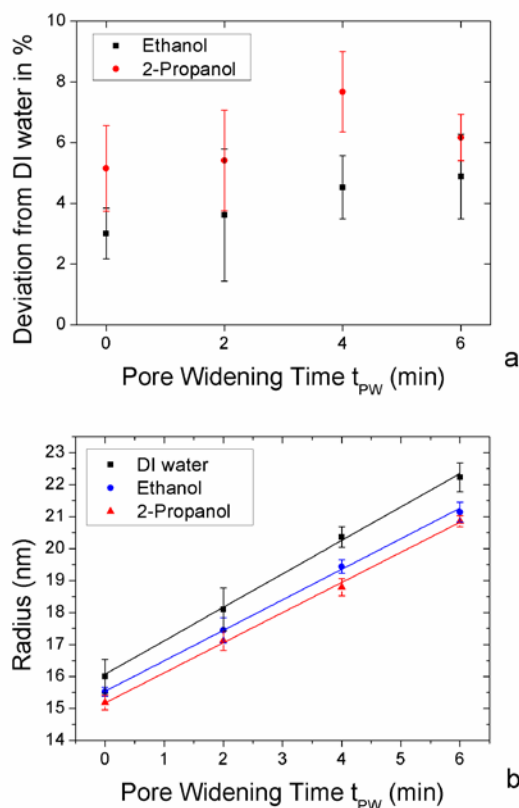 Ethanol
2-Propanol
Deviation from DI water in %
10
8
6
4
2
0
0 2 4 6
Pore Widening Time t_PW (min)
a
DI water
Ethanol
2-Propanol
Radius (nm)
23
22
21
20
19
18
17
16
15
14
0 1 2 3 4 5 6
Pore Widening Time t_PW (min)
b